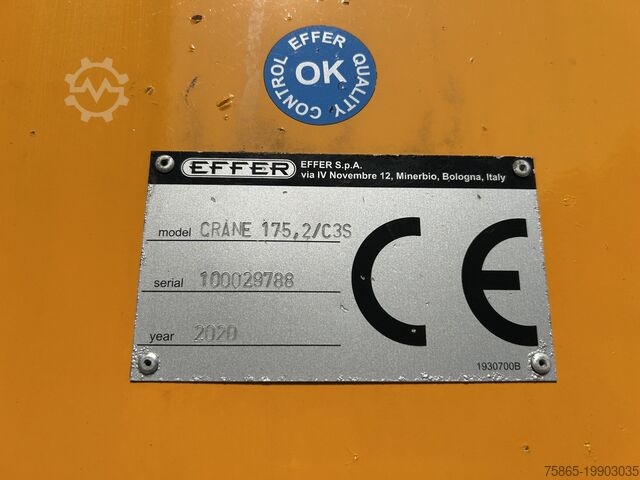 EFFER
QUALITY
CONTROL
OK
EFFER
EFFER S.p.A.
via IV Novembre 12, Minerbio, Bologna, Italy
model CRANE 175,2/C3S
serial 100029788
year 2020
CE
1930700B
75865-19903035